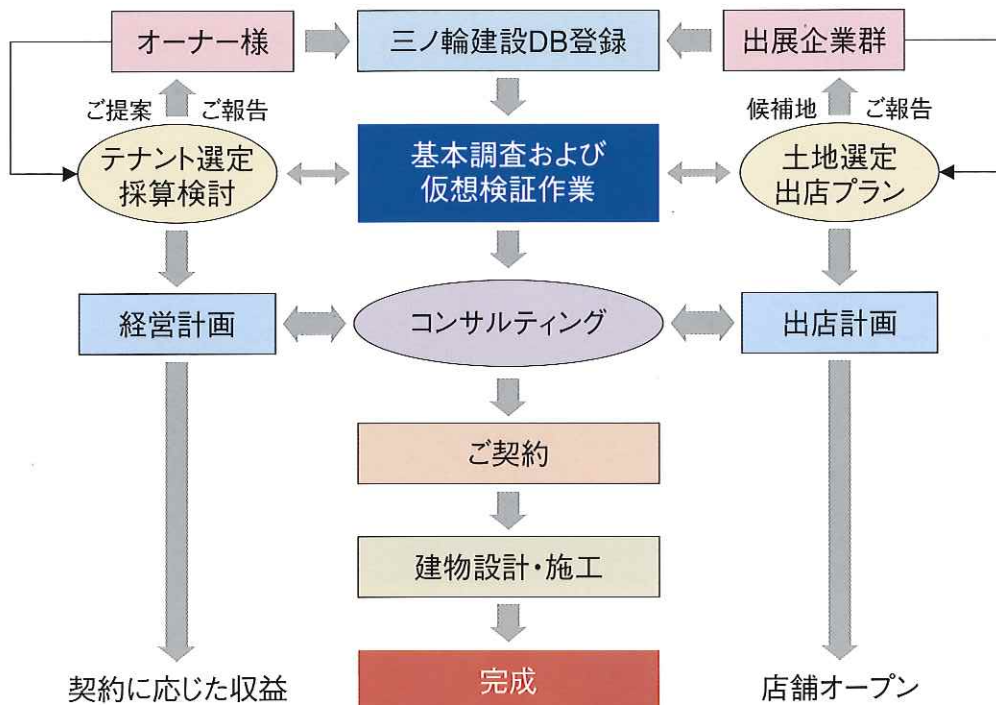 オーナー様
三ノ輪建設DB登録
出展企業群
ご提案 ご報告
候補地 ご報告
テナント選定
採算検討
基本調査および
仮想検証作業
土地選定
出店プラン
経営計画
コンサルティング
出店計画
ご契約
建物設計・施工
契約に応じた収益
完成
店舗オープン